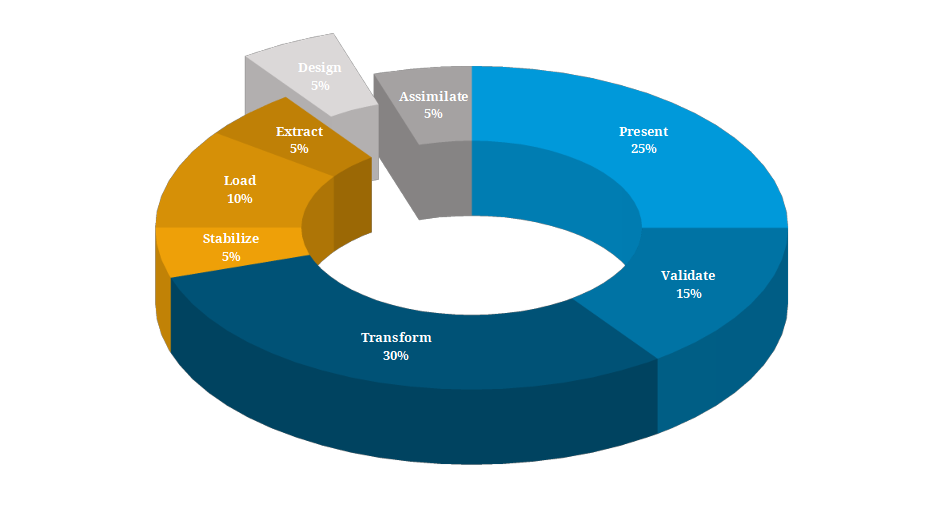 Design
5%
Assimilate
5%
Present
25%
Extract
5%
Load
10%
Stabilize
5%
Validate
15%
Transform
30%